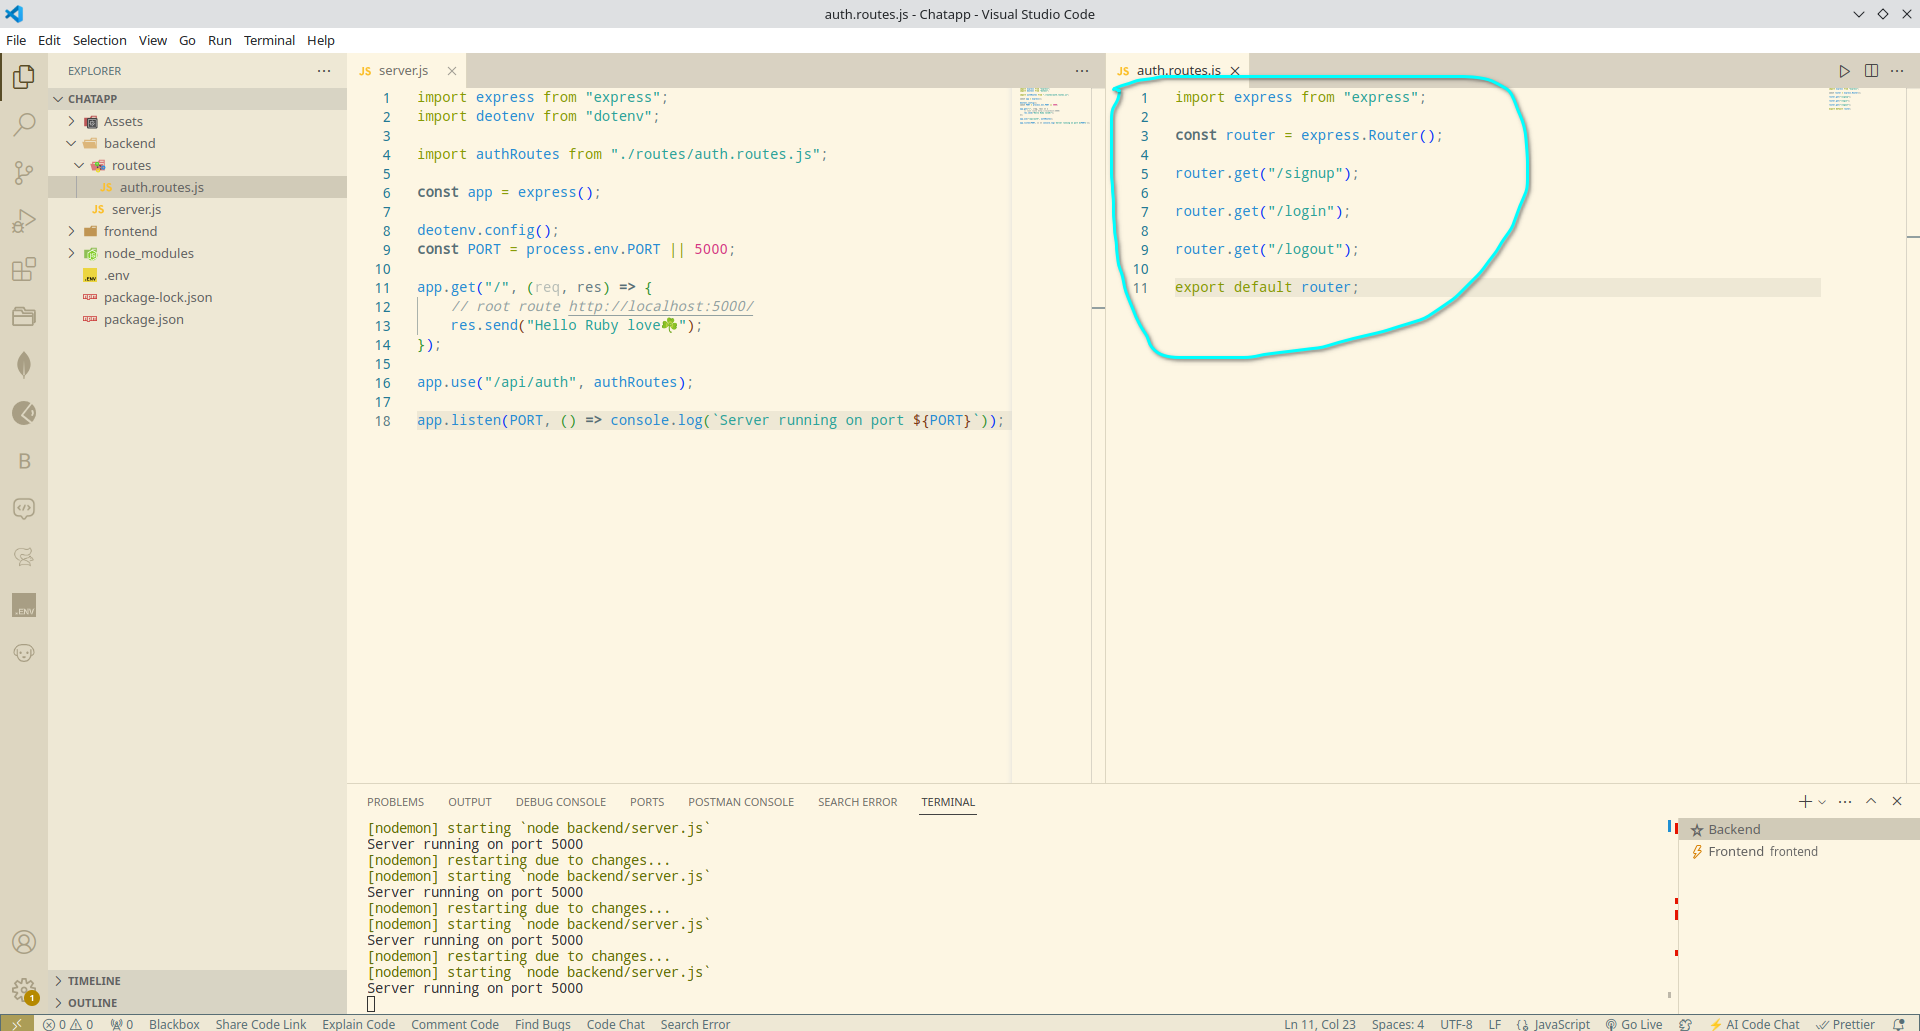 auth.routes.js - Chatapp - Visual Studio Code
File Edit Selection View Go Run Terminal Help
EXPLORER
CHATAPP
Assets
backend
routes
JS auth.routes.js
JS server.js
frontend
node_modules
.ENV .env
package-lock.json
package.json
B
.ENV
1
TIMELINE
OUTLINE
JS server.js
1 import express from "express";
2 import deotenv from "dotenv";
3
4 import authRoutes from "./routes/auth.routes.js";
5
6 const app = express();
7
8 deotenv.config();
9 const PORT = process.env.PORT || 5000;
10
11 app.get("/", (req, res) => {
12 // root route http://localhost:5000/
13 res.send("Hello Ruby love☘️");
14 });
15
16 app.use("/api/auth", authRoutes);
17
18 app.listen(PORT, () => console.log(`Server running on port ${PORT}`));
JS auth.routes.js
1 import express from "express";
2
3 const router = express.Router();
4
5 router.get("/signup");
6
7 router.get("/login");
8
9 router.get("/logout");
10
11 export default router;
PROBLEMS OUTPUT DEBUG CONSOLE PORTS POSTMAN CONSOLE SEARCH ERROR TERMINAL
[nodemon] starting `node backend/server.js`
Server running on port 5000
[nodemon] restarting due to changes...
[nodemon] starting `node backend/server.js`
Server running on port 5000
[nodemon] restarting due to changes...
[nodemon] starting `node backend/server.js`
Server running on port 5000
[nodemon] restarting due to changes...
[nodemon] starting `node backend/server.js`
Server running on port 5000
Backend
Frontend frontend
0 0 0 Blackbox Share Code Link Explain Code Comment Code Find Bugs Code Chat Search Error Ln 11, Col 23 Spaces: 4 UTF-8 LF {} JavaScript Go Live AI Code Chat Prettier